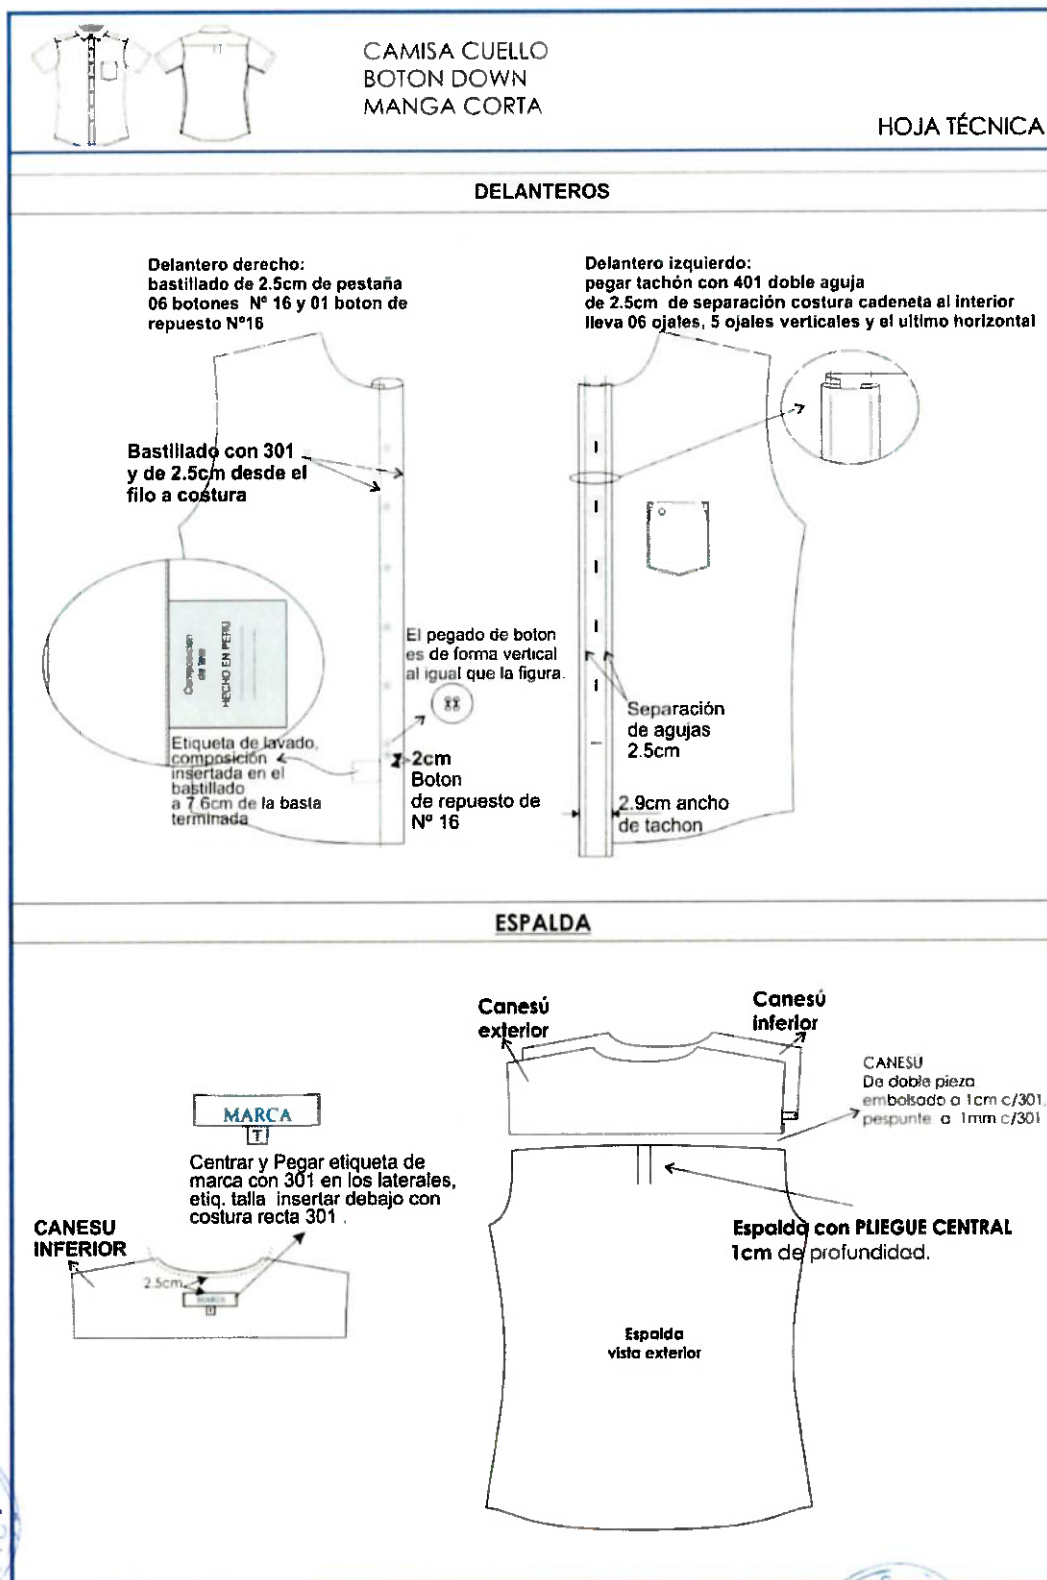 CAMISA CUELLO
BOTON DOWN
MANGA CORTA
HOJA TÉCNICA
DELANTEROS
Delantero derecho:
bastillado de 2.5cm de pestaña
06 botones Nº 16 y 01 boton de
repuesto Nº16
Delantero izquierdo:
pegar tachón con 401 doble aguja
de 2.5cm de separación costura cadeneta al interior
lleva 06 ojales, 5 ojales verticales y el ultimo horizontal
Bastillado con 301
y de 2.5cm desde el
filo a costura
Composicion
de tela
HECHO EN PERU
El pegado de boton
es de forma vertical
al igual que la figura.
Etiqueta de lavado,
composición
insertada en el
bastillado
a 7.6cm de la basta
terminada
2cm
Boton
de repuesto de
Nº 16
Separación
de agujas
2.5cm
2.9cm ancho
de tachon
ESPALDA
Canesú
exterior
Canesú
inferior
CANESU
De doble pieza
embolsado a 1cm c/301,
pespunte a 1mm c/301
MARCA
T
Centrar y Pegar etiqueta de
marca con 301 en los laterales,
etiq. talla insertar debajo con
costura recta 301 .
CANESU
INFERIOR
2.5cm
MARCA
T
Espalda con PLIEGUE CENTRAL
1cm de profundidad.
Espalda
vista exterior